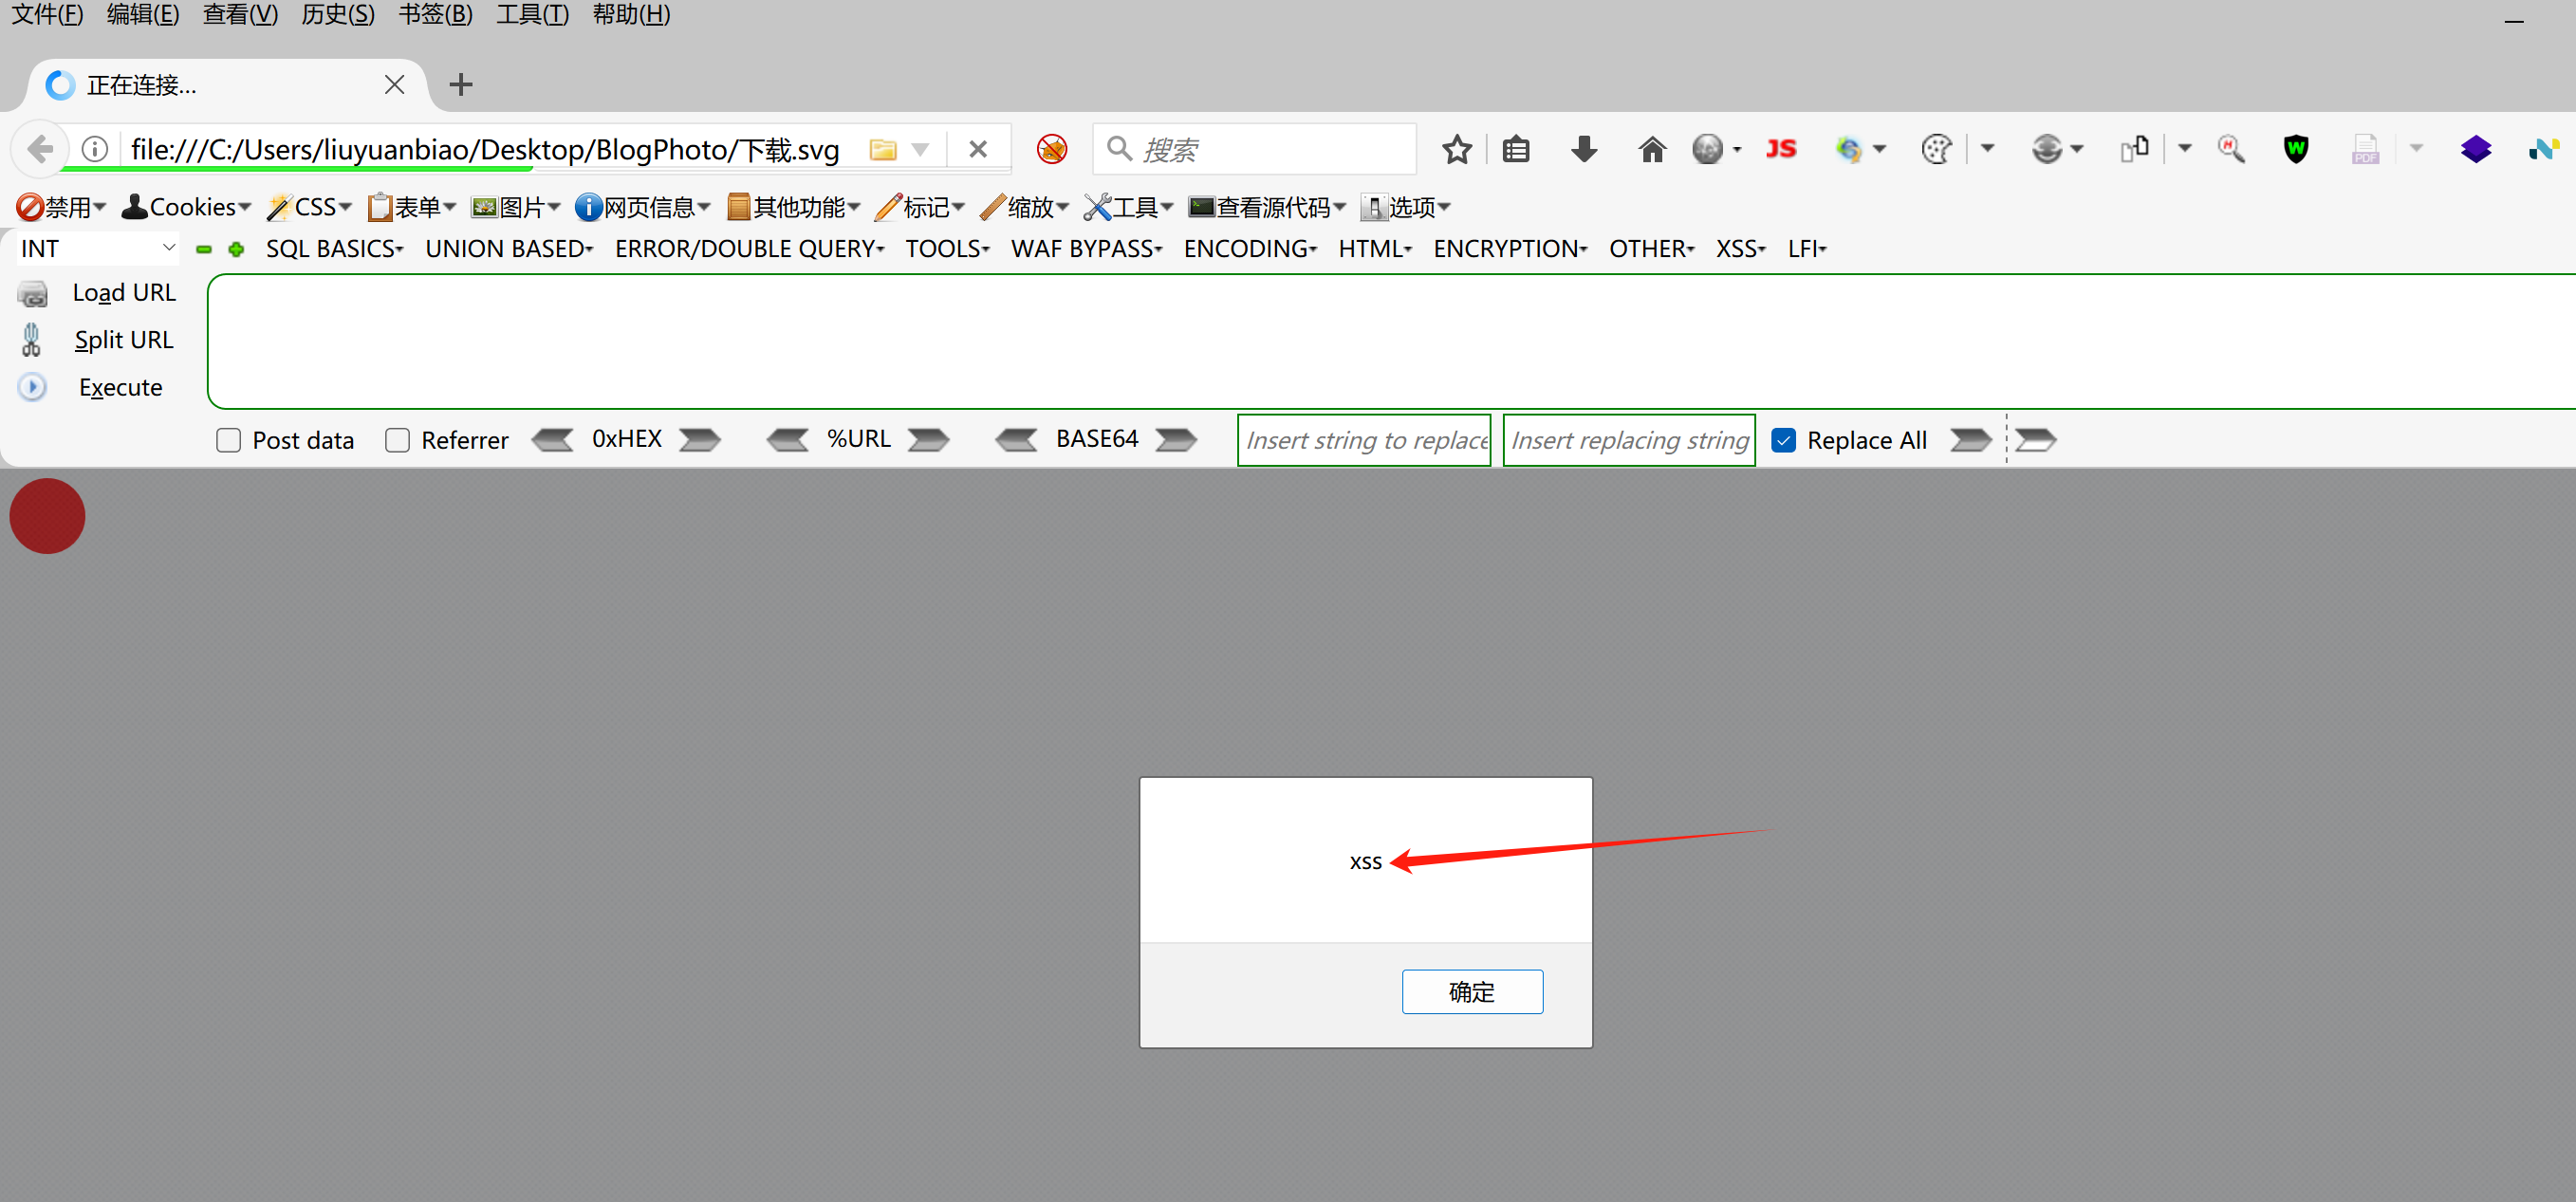 文件(F) 编辑(E) 查看(V) 历史(S) 书签(B) 工具(T) 帮助(H)
正在连接...
file:///C:/Users/liuyuanbiao/Desktop/BlogPhoto/下载.svg 搜索 JS W PDF
禁用 Cookies CSS 表单 图片 网页信息 其他功能 标记 缩放 工具 查看源代码 选项
INT SQL BASICS UNION BASED ERROR/DOUBLE QUERY TOOLS WAF BYPASS ENCODING HTML ENCRYPTION OTHER XSS LFI
Load URL
Split URL
Execute
Post data Referrer 0xHEX %URL BASE64 Insert string to replace Insert replacing string Replace All
xss
确定